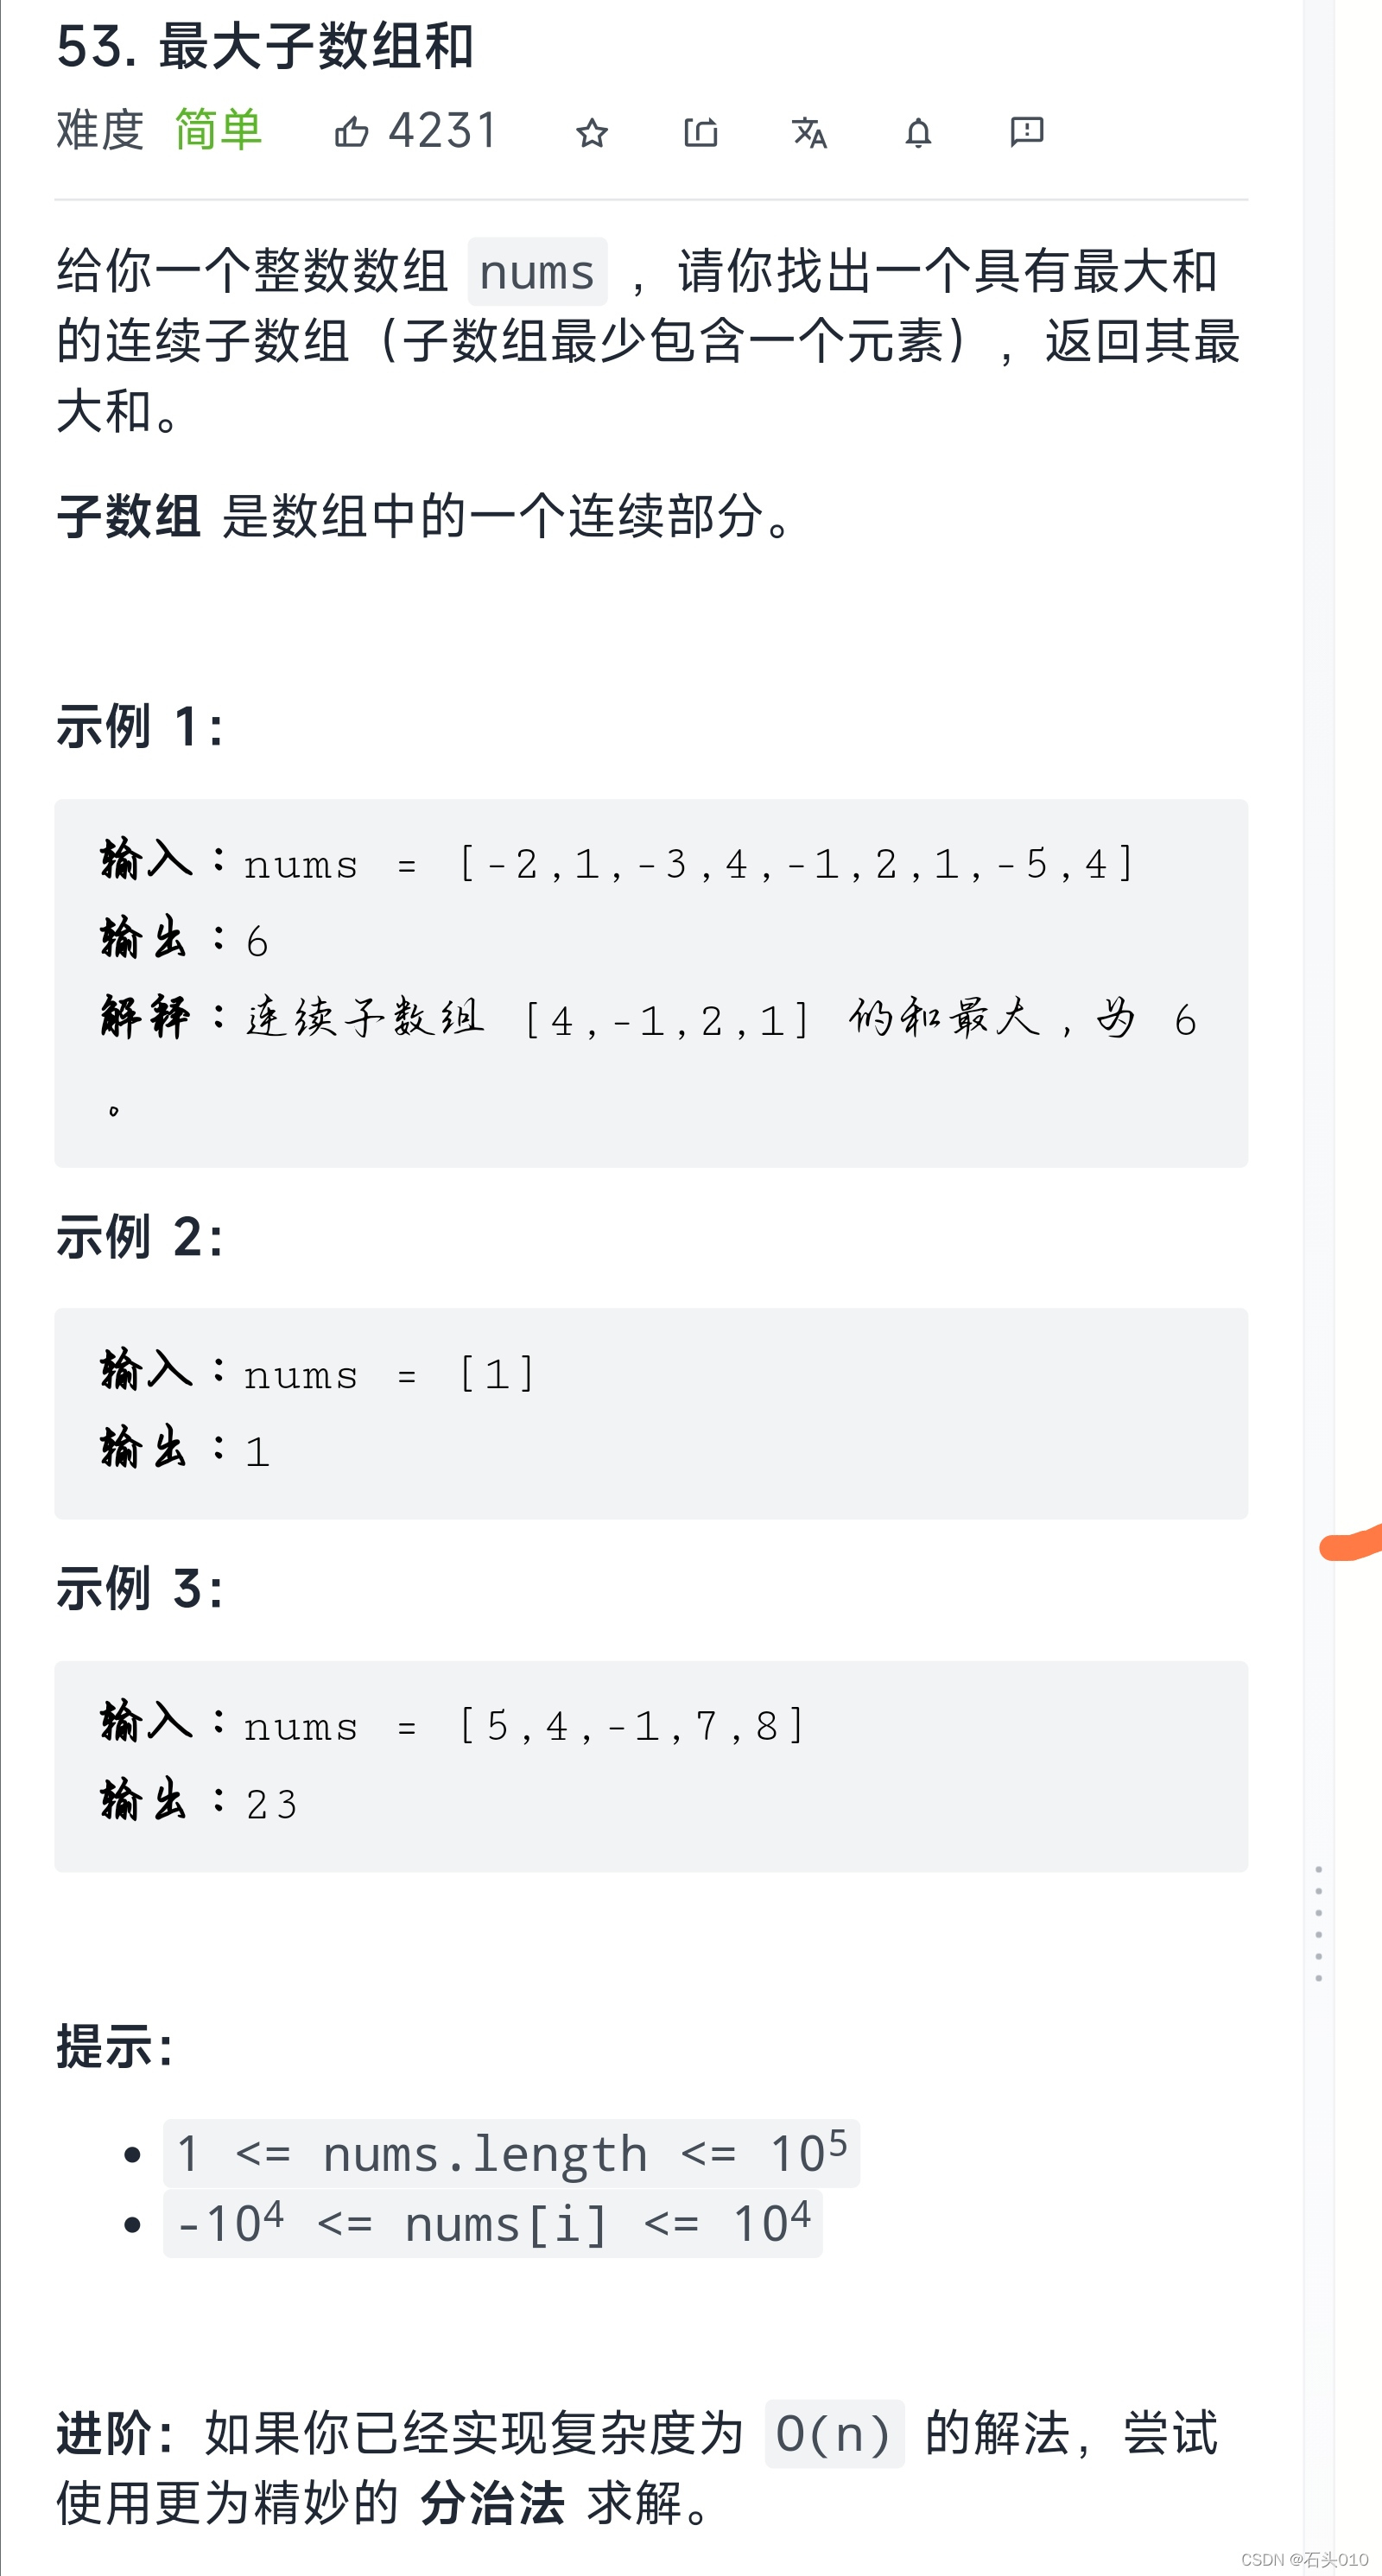 53. 最大子数组和
难度 简单 4231
给你一个整数数组 nums ，请你找出一个具有最大和
的连续子数组（子数组最少包含一个元素），返回其最
大和。
子数组 是数组中的一个连续部分。
示例 1：
输入：nums = [-2,1,-3,4,-1,2,1,-5,4]
输出：6
解释：连续子数组 [4,-1,2,1] 的和最大，为 6
。
示例 2：
输入：nums = [1]
输出：1
示例 3：
输入：nums = [5,4,-1,7,8]
输出：23
提示：
1 <= nums.length <= 10⁵
-10⁴ <= nums[i] <= 10⁴
进阶：如果你已经实现复杂度为 O(n) 的解法，尝试
使用更为精妙的 分治法 求解。
CSDN @石头010